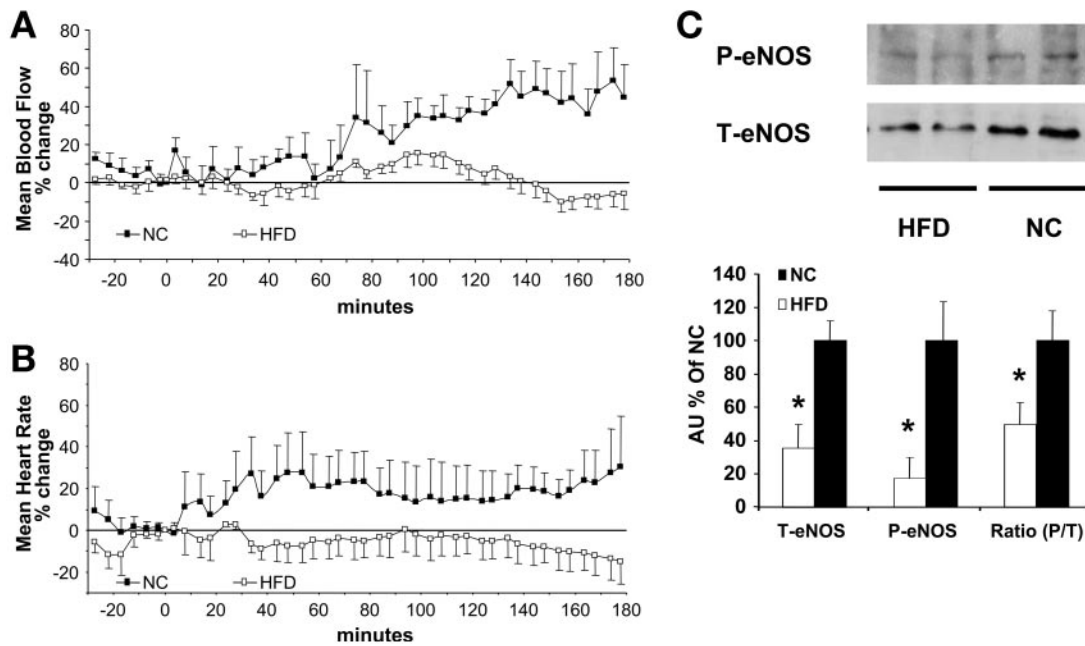 A
80
60
40
20
0
-20
-40
Mean Blood Flow
% change
NC
HFD
-20 0 20 40 60 80 100 120 140 160 180
minutes
B
80
60
40
20
0
-20
Mean Heart Rate
% change
NC
HFD
-20 0 20 40 60 80 100 120 140 160 180
minutes
C
P-eNOS
T-eNOS
HFD NC
140
120
100
80
60
40
20
0
AU % Of NC
NC
HFD
* * *
T-eNOS P-eNOS Ratio (P/T)